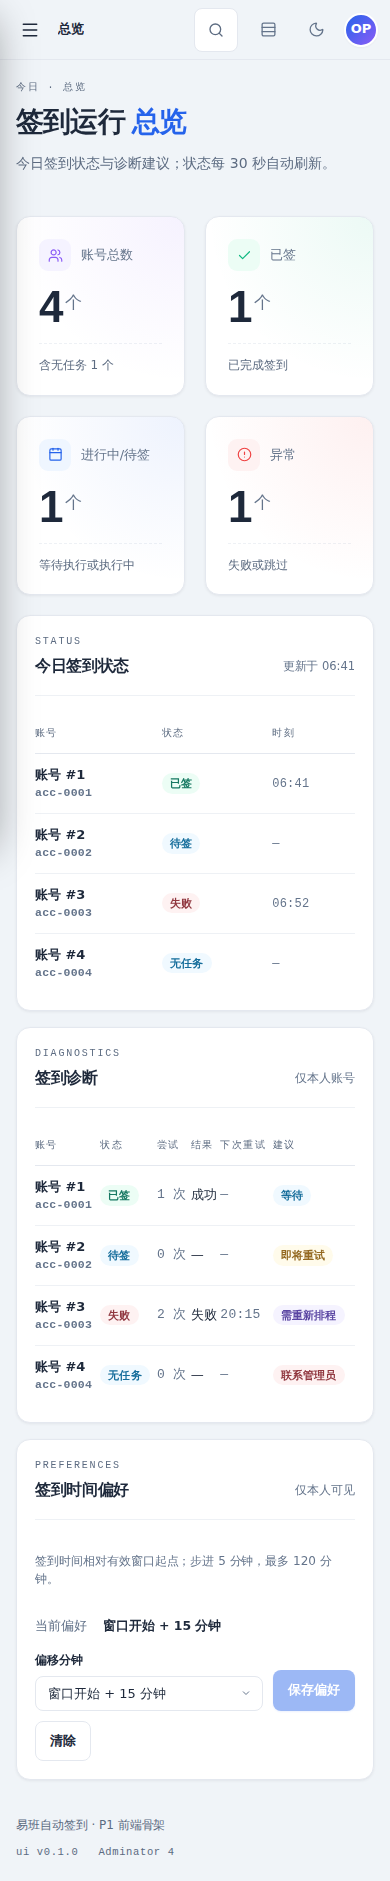 总览
OP
今日 · 总览
签到运行 总览
今日签到状态与诊断建议；状态每 30 秒自动刷新。
账号总数
4个
含无任务 1 个
已签
1个
已完成签到
进行中/待签
1个
等待执行或执行中
异常
1个
失败或跳过
STATUS
今日签到状态 更新于 06:41
账号 状态 时刻
账号 #1
acc-0001 已签 06:41
账号 #2
acc-0002 待签 —
账号 #3
acc-0003 失败 06:52
账号 #4
acc-0004 无任务 —
DIAGNOSTICS
签到诊断 仅本人账号
账号 状态 尝试 结果 下次重试 建议
账号 #1
acc-0001 已签 1 次 成功 — 等待
账号 #2
acc-0002 待签 0 次 — — 即将重试
账号 #3
acc-0003 失败 2 次 失败 20:15 需重新排程
账号 #4
acc-0004 无任务 0 次 — — 联系管理员
PREFERENCES
签到时间偏好 仅本人可见
签到时间相对有效窗口起点；步进 5 分钟，最多 120 分
钟。
当前偏好 窗口开始 + 15 分钟
偏移分钟
窗口开始 + 15 分钟 保存偏好
清除
易班自动签到 · P1 前端骨架
ui v0.1.0 Adminator 4